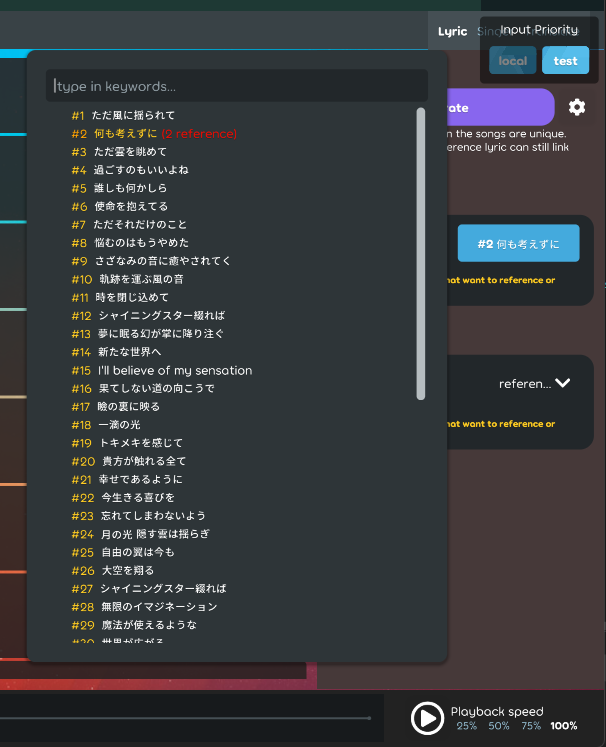 Input Priority
Lyric
local test
type in keywords...
#1 ただ風に揺られて
#2 何も考えずに (2 reference)
#3 ただ雲を眺めて
#4 過ごすのもいいよね
#5 誰しも何かしら
#6 使命を抱えてる
#7 ただそれだけのこと
#8 悩むのはもうやめた
#9 さざなみの音に癒やされてく
#10 軌跡を運ぶ風の音
#11 時を閉じ込めて
#12 シャイニングスター綴れば
#13 夢に眠る幻が掌に降り注ぐ
#14 新たな世界へ
#15 I'll believe of my sensation
#16 果てしない道の向こうで
#17 瞼の裏に映る
#18 一滴の光
#19 トキメキを感じて
#20 貴方が触れる全て
#21 幸せであるように
#22 今生きる喜びを
#23 忘れてしまわないよう
#24 月の光 隠す雲は揺らぎ
#25 自由の翼は今も
#26 大空を翔る
#27 シャイニングスター綴れば
#28 無限のイマジネーション
#29 魔法が使えるような
#30 世界が広がる
ate
n the songs are unique.
erence lyric can still link
#2 何も考えずに
hat want to reference or
referen...
hat want to reference or
Playback speed
25% 50% 75% 100%